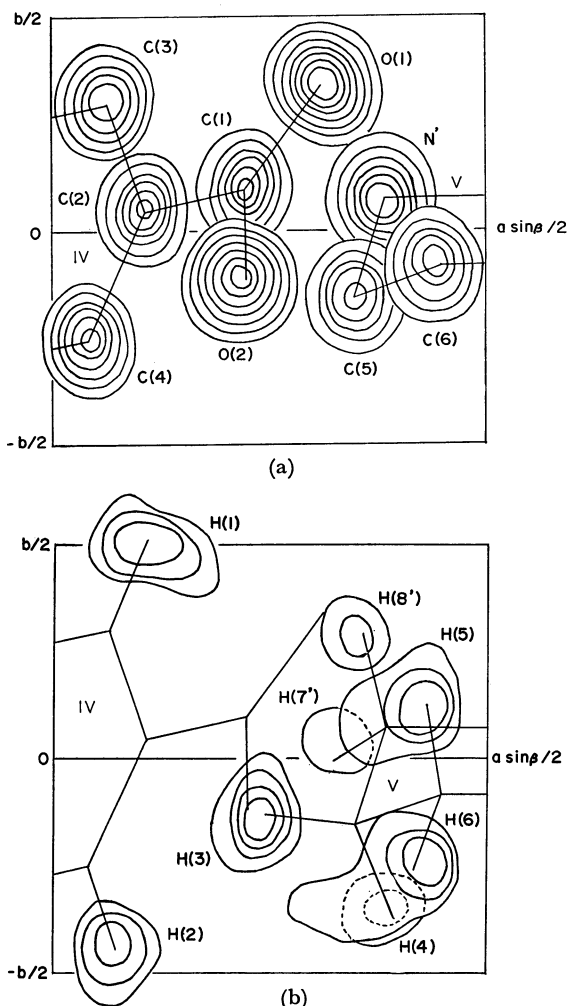 b/2
C(3)
O(1)
C(1)
N'
C(2)
V
0
a sinβ/2
IV
C(4)
O(2)
C(5)
C(6)
-b/2
(a)
b/2
H(1)
H(8')
H(5)
H(7')
IV
0
a sinβ/2
V
H(3)
H(6)
H(2)
H(4)
-b/2
(b)